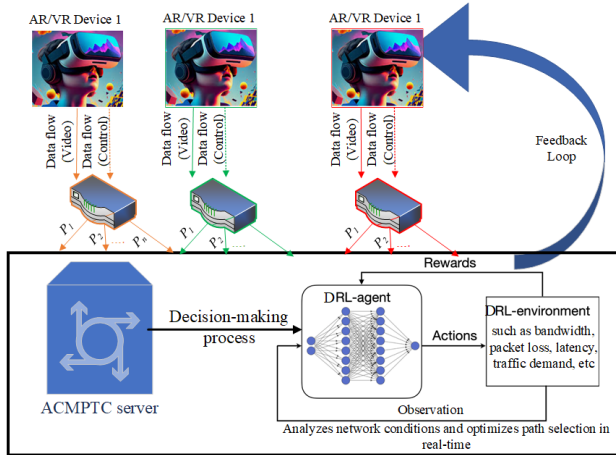 AR/VR Device 1
AR/VR Device 1
AR/VR Device 1
Data flow
(Video)
Data flow
(Control)
Data flow
(Video)
Data flow
(Control)
Data flow
(Video)
Data flow
(Control)
Feedback
Loop
P1
P2
.....
Pn
P1
P2
....
P1
P2
....
Rewards
DRL-agent
DRL-environment
such as bandwidth,
packet loss, latency,
traffic demand, etc
Decision-making
process
Actions
ACMPTC server
Observation
Analyzes network conditions and optimizes path selection in
real-time